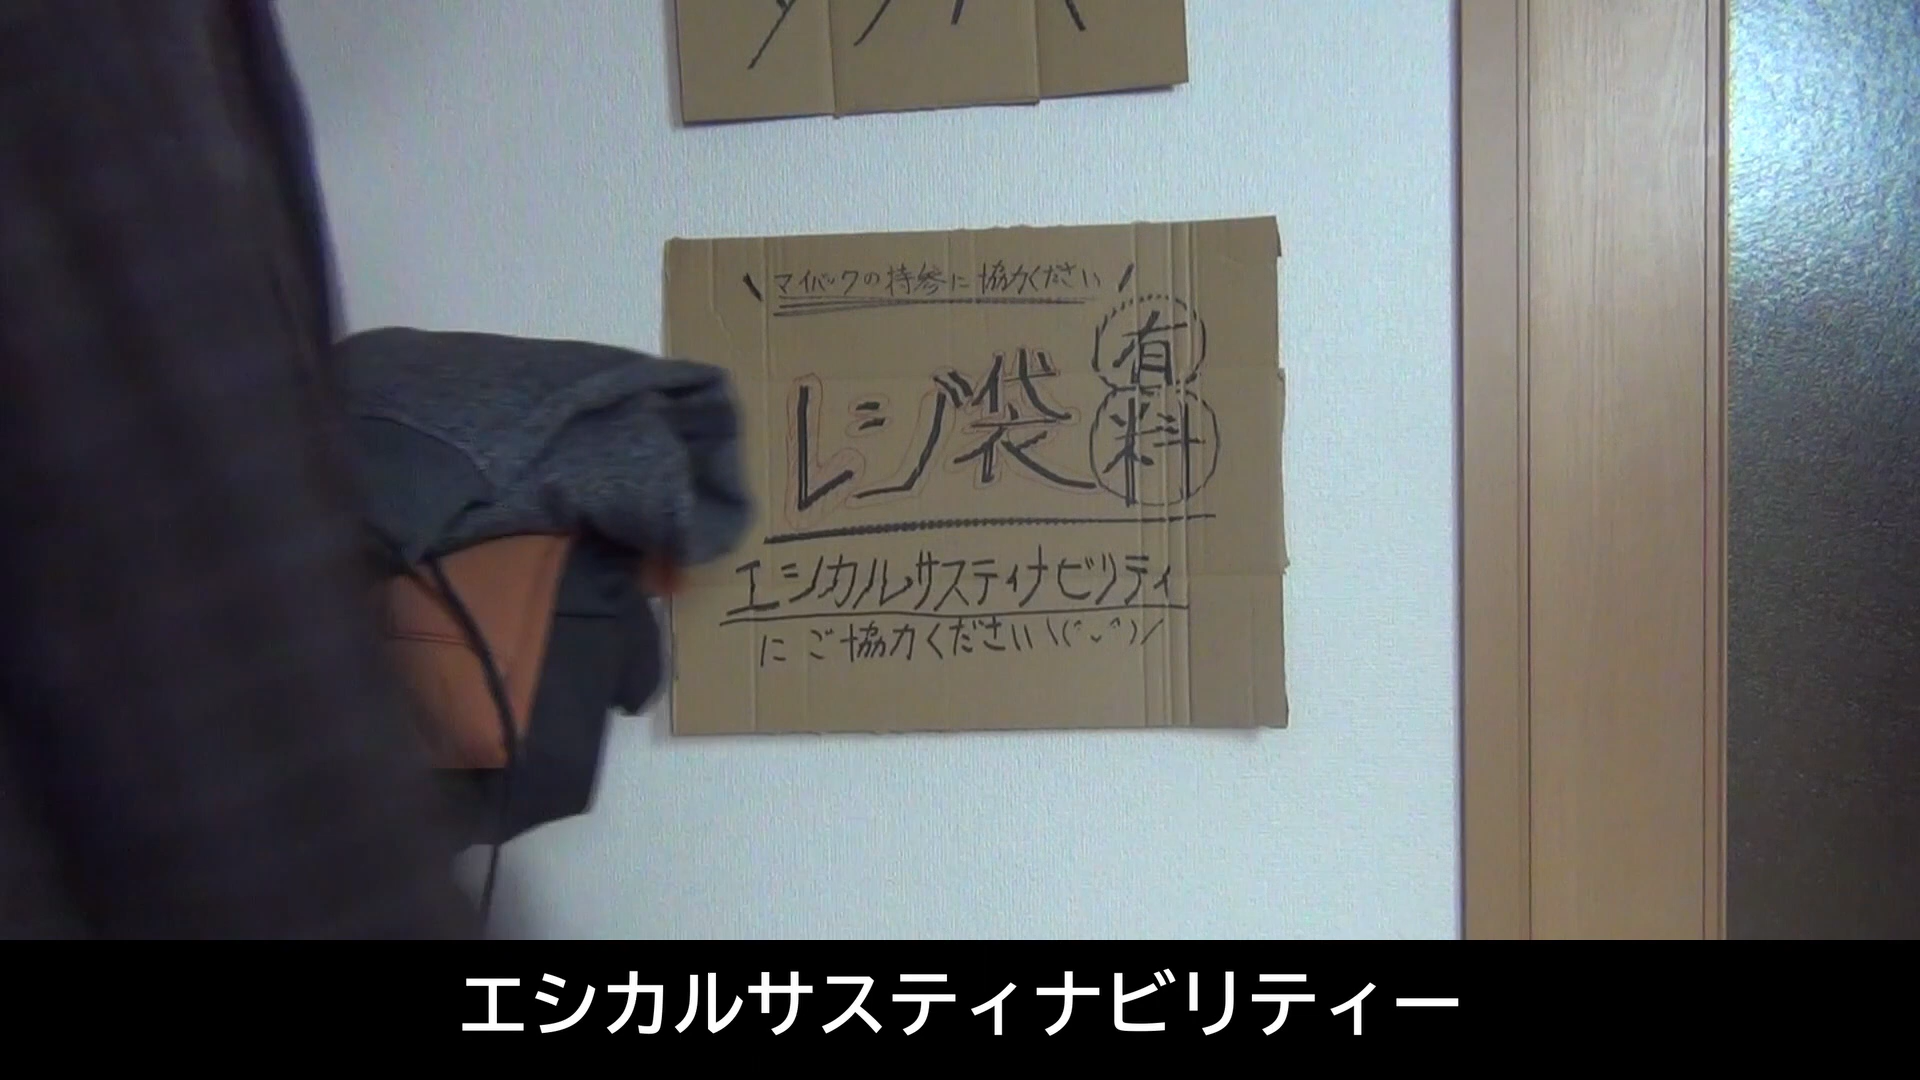 \ マイバックの持参に協力ください /
レジ袋有料
エシカルサスティナビリティ
にご協力ください\(^ᴗ^)/
エシカルサスティナビリティー